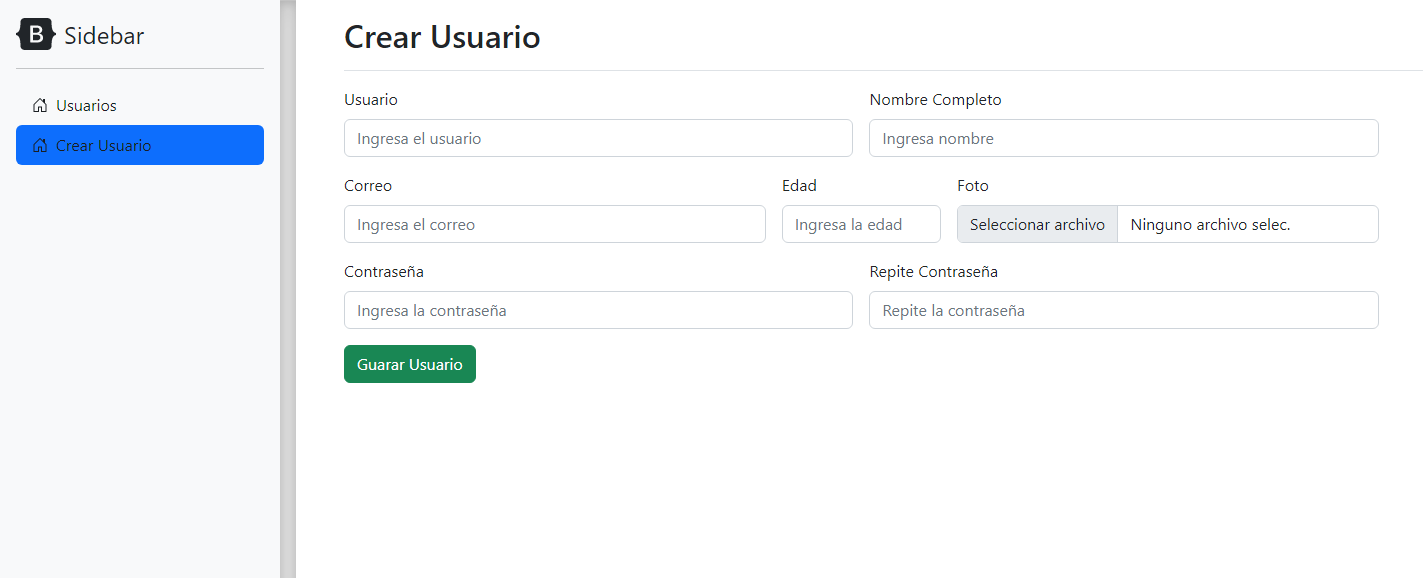 B Sidebar
Usuarios
Crear Usuario
Crear Usuario
Usuario
Nombre Completo
Ingresa el usuario
Ingresa nombre
Correo
Edad
Foto
Ingresa el correo
Ingresa la edad
Seleccionar archivo
Ninguno archivo selec.
Contraseña
Repite Contraseña
Ingresa la contraseña
Repite la contraseña
Guarar Usuario